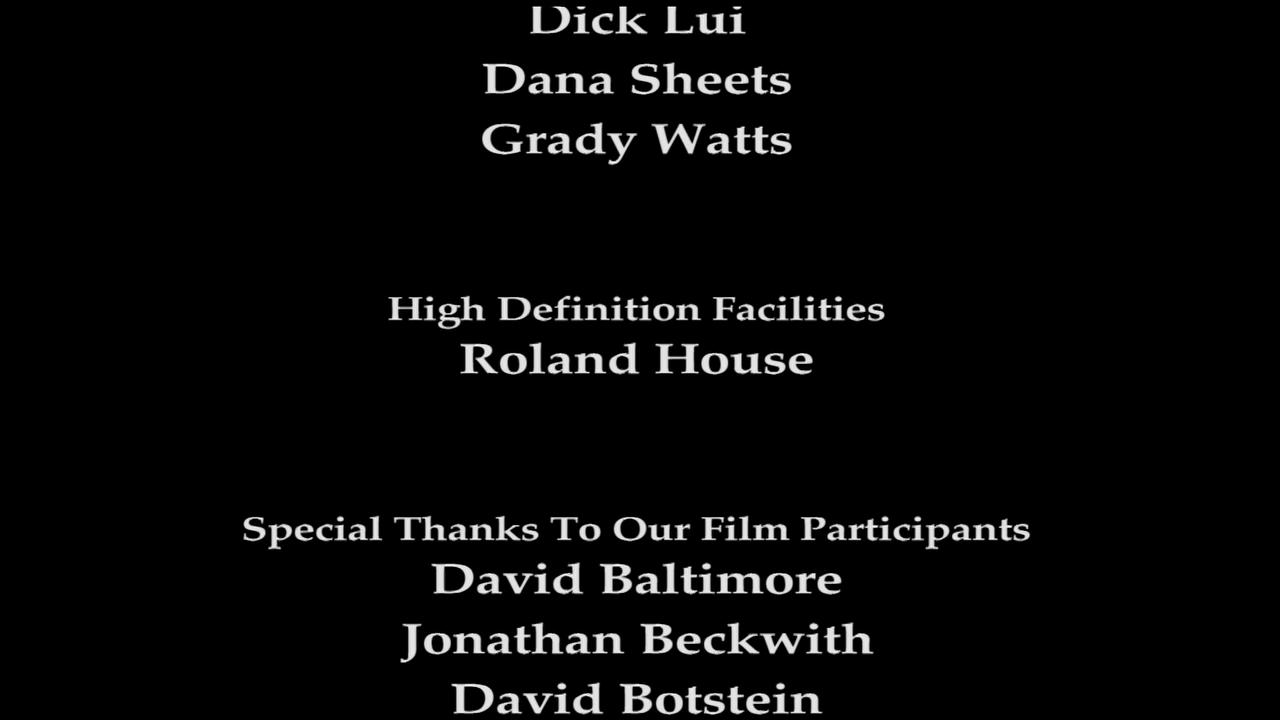 Dick Lui
Dana Sheets
Grady Watts
High Definition Facilities
Roland House
Special Thanks To Our Film Participants
David Baltimore
Jonathan Beckwith
David Botstein